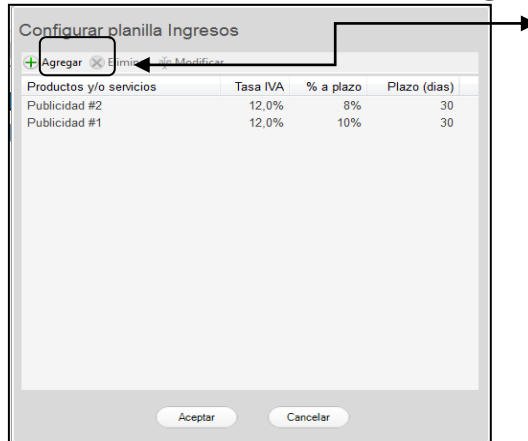 Configurar planilla Ingresos
Agregar Modificar
Productos y/o servicios Tasa IVA % a plazo Plazo (dias)
Publicidad #2 12,0% 8% 30
Publicidad #1 12,0% 10% 30
Aceptar Cancelar